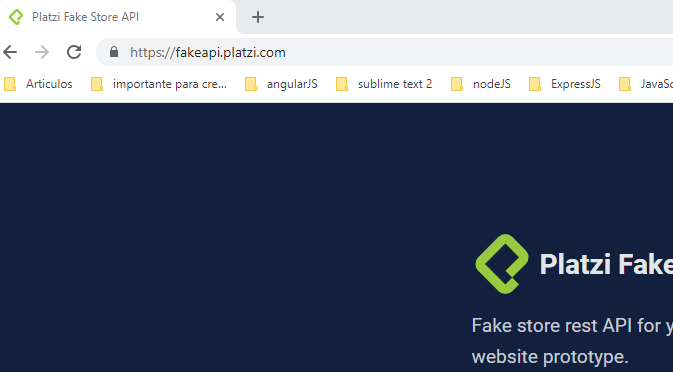 Platzi Fake Store API
https://fakeapi.platzi.com
Articulos importante para cre... angularJS sublime text 2 nodeJS ExpressJS JavaSc
Platzi Fake
Fake store rest API for y
website prototype.